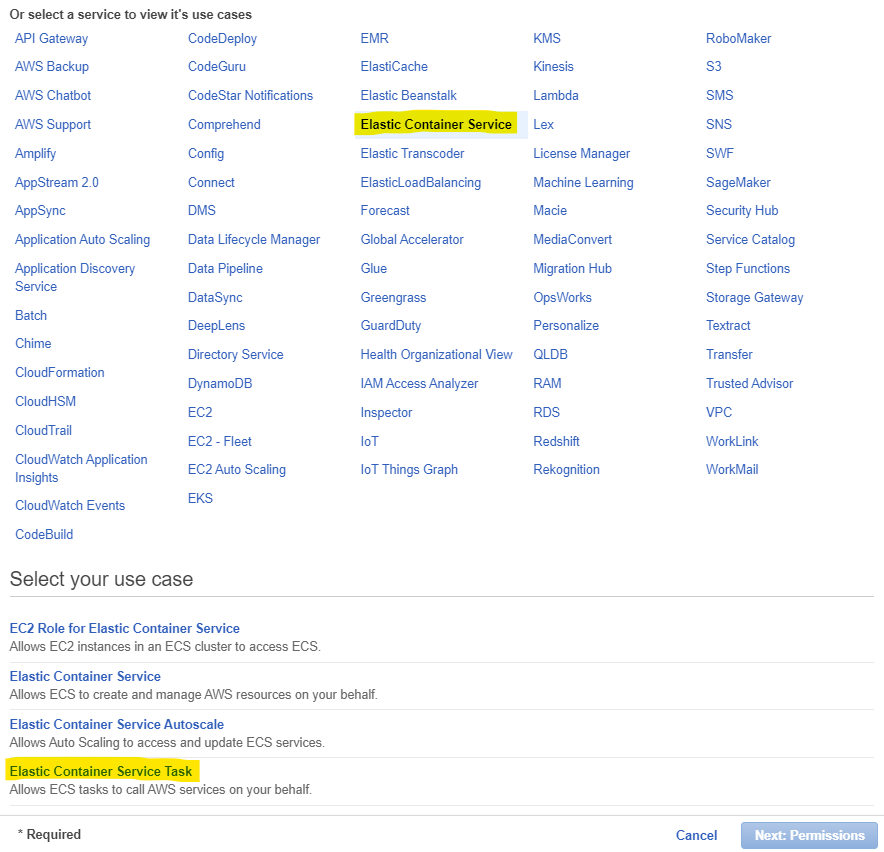 Or select a service to view it's use cases
API Gateway
AWS Backup
AWS Chatbot
AWS Support
Amplify
AppStream 2.0
AppSync
Application Auto Scaling
Application Discovery
Service
Batch
Chime
CloudFormation
CloudHSM
CloudTrail
CloudWatch Application
Insights
CloudWatch Events
CodeBuild
CodeDeploy
CodeGuru
CodeStar Notifications
Comprehend
Config
Connect
DMS
Data Lifecycle Manager
Data Pipeline
DataSync
DeepLens
Directory Service
DynamoDB
EC2
EC2 - Fleet
EC2 Auto Scaling
EKS
EMR
ElastiCache
Elastic Beanstalk
Elastic Container Service
Elastic Transcoder
ElasticLoadBalancing
Forecast
Global Accelerator
Glue
Greengrass
GuardDuty
Health Organizational View
IAM Access Analyzer
Inspector
IoT
IoT Things Graph
KMS
Kinesis
Lambda
Lex
License Manager
Machine Learning
Macie
MediaConvert
Migration Hub
OpsWorks
Personalize
QLDB
RAM
RDS
Redshift
Rekognition
RoboMaker
S3
SMS
SNS
SWF
SageMaker
Security Hub
Service Catalog
Step Functions
Storage Gateway
Textract
Transfer
Trusted Advisor
VPC
WorkLink
WorkMail
Select your use case
EC2 Role for Elastic Container Service
Allows EC2 instances in an ECS cluster to access ECS.
Elastic Container Service
Allows ECS to create and manage AWS resources on your behalf.
Elastic Container Service Autoscale
Allows Auto Scaling to access and update ECS services.
Elastic Container Service Task
Allows ECS tasks to call AWS services on your behalf.
* Required
Cancel
Next: Permissions